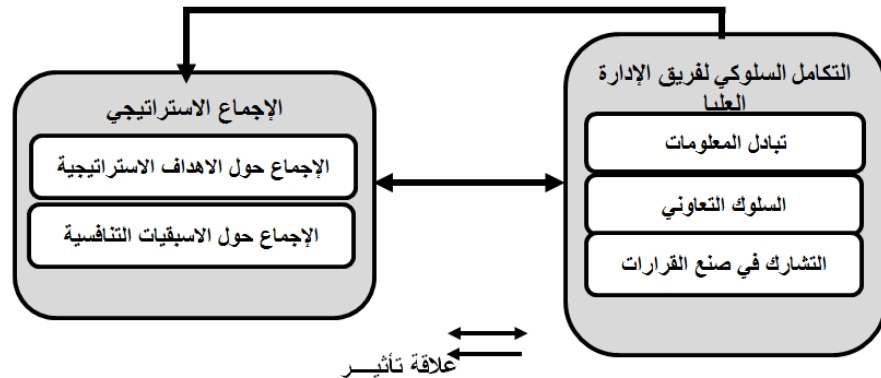 التكامل السلوكي لفريق الإدارة
العليا
تبادل المعلومات
السلوك التعاوني
التشارك في صنع القرارات
الإجماع الاستراتيجي
الإجماع حول الاهداف الاستراتيجية
الإجماع حول الاسبقيات التنافسية
علاقة تأثيـــر